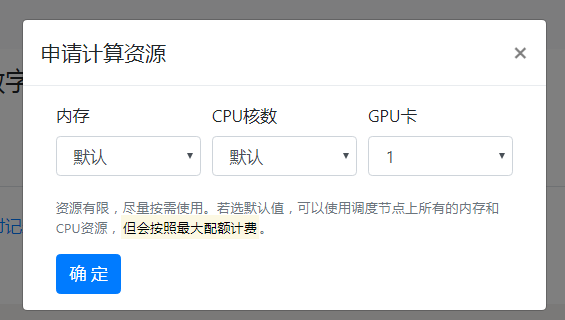 申请计算资源 ×
内存 CPU核数 GPU卡
默认 默认 1
资源有限，尽量按需使用。若选默认值，可以使用调度节点上所有的内存和
CPU资源，但会按照最大配额计费。
确 定